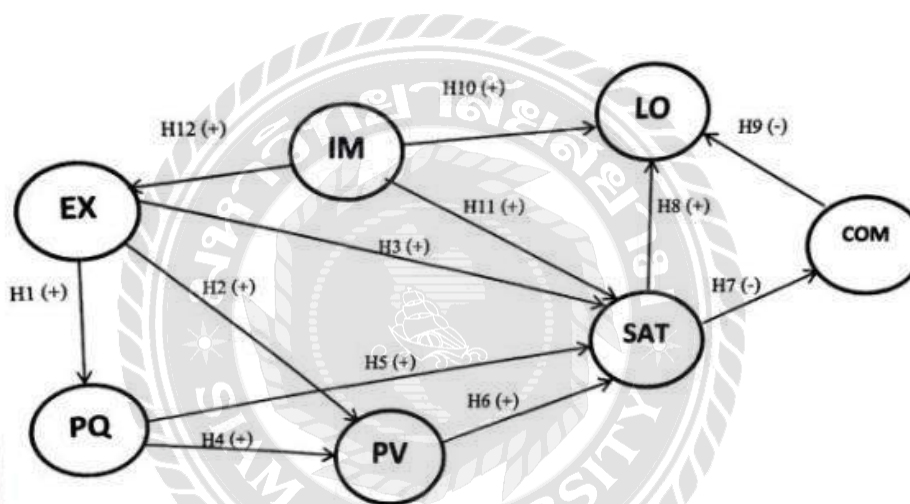 H10 (+)
LO
H12 (+)
IM
H9 (-)
EX
H11 (+)
H8 (+)
COM
H3 (+)
H2 (+)
H1 (+)
H7 (-)
SAT
H5 (+)
H6 (+)
PQ
H4 (+)
PV